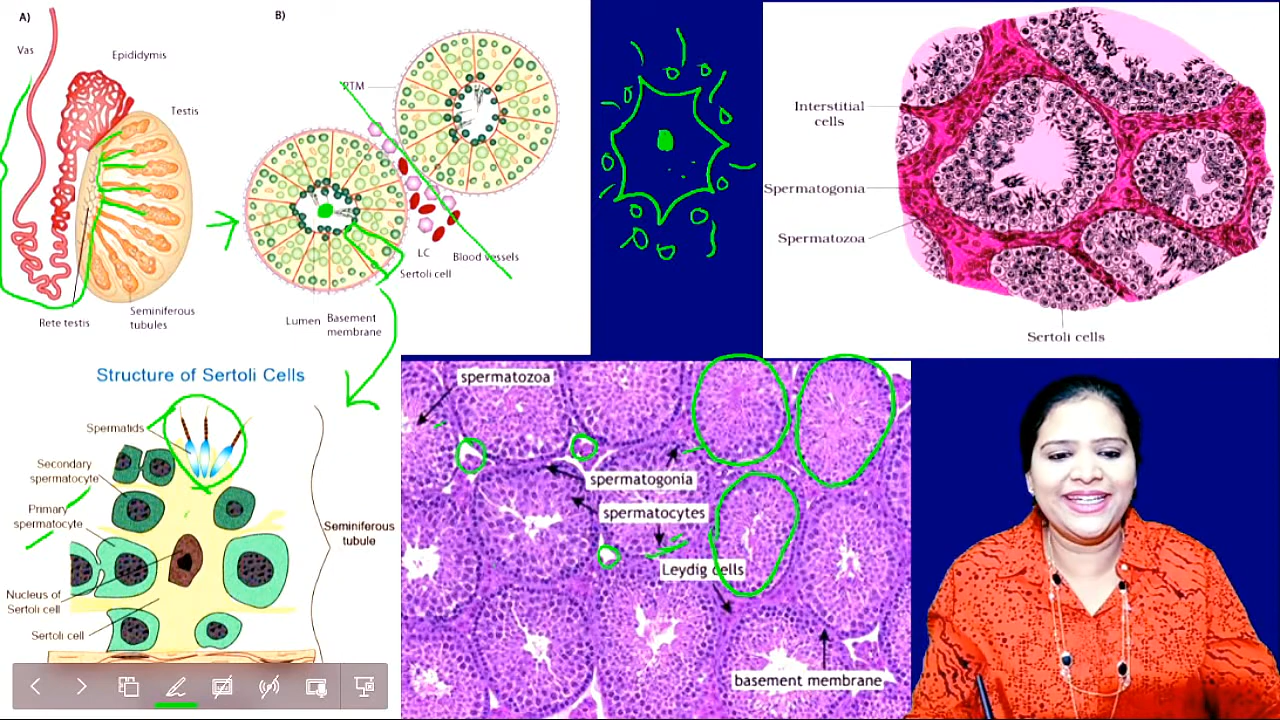 A)
Vas
Epididymis
Testis
Rete testis
Seminiferous
tubules
B)
PTM
LC
Blood vessels
Sertoli cell
Lumen
Basement
membrane
Interstitial
cells
Spermatogonia
Spermatozoa
Sertoli cells
Structure of Sertoli Cells
Spermatids
Secondary
spermatocyte
Primary
spermatocyte
Nucleus of
Sertoli cell
Sertoli cell
Seminiferous
tubule
spermatozoa
spermatogonia
spermatocytes
Leydig cells
basement membrane